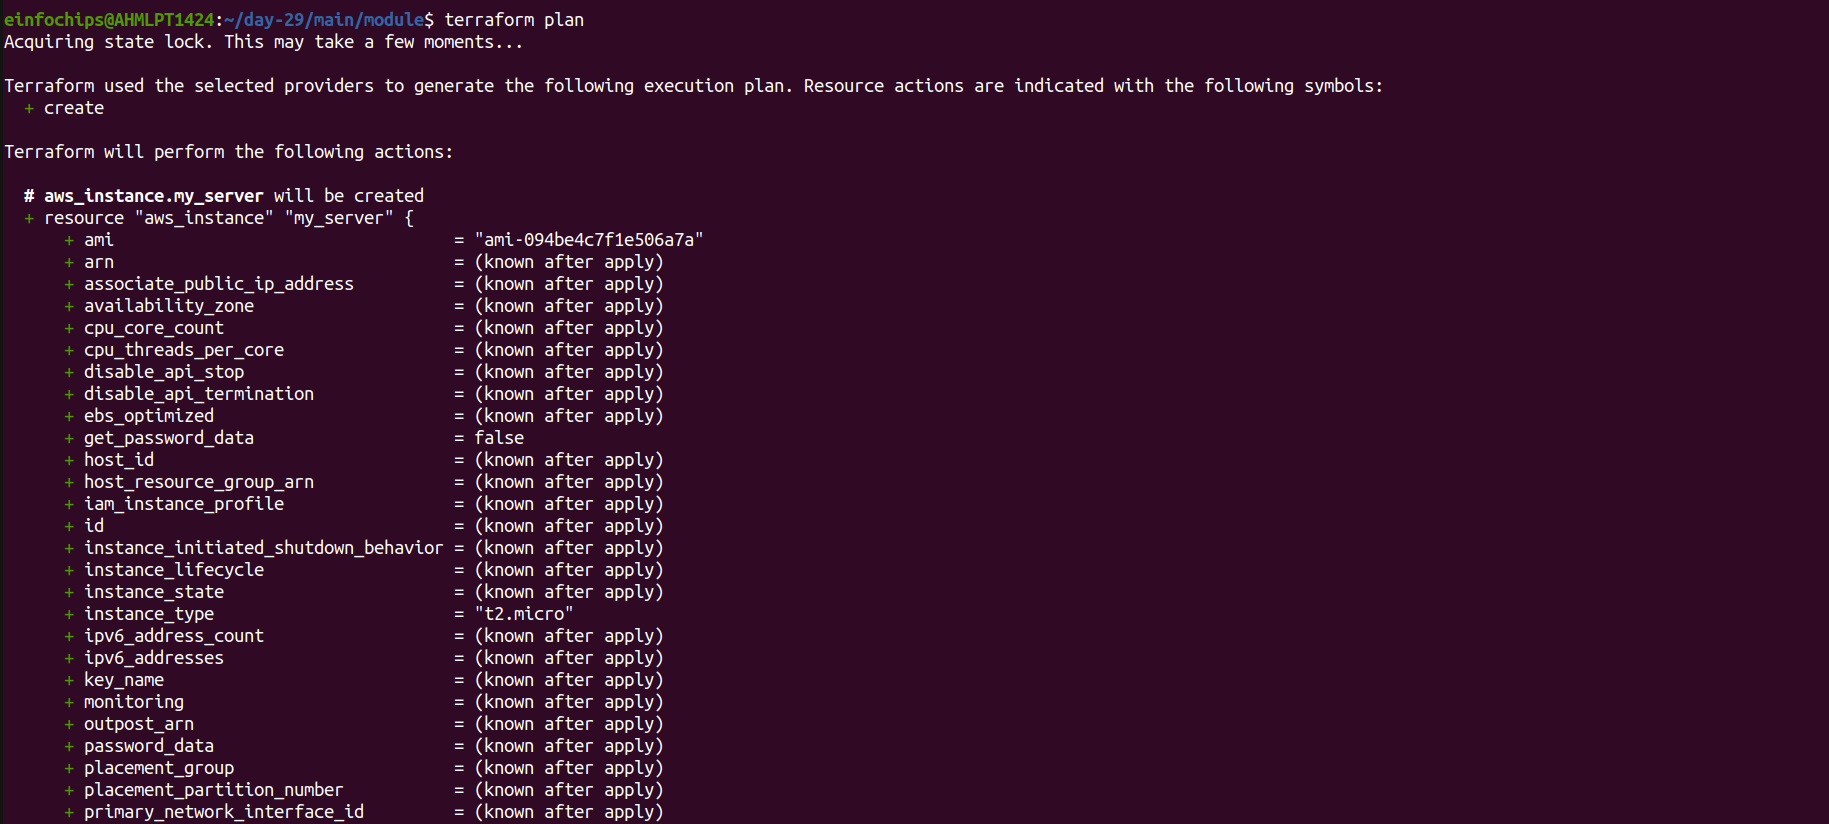 einfochips@AHMLPT1424:~/day-29/main/module$ terraform plan
Acquiring state lock. This may take a few moments...
Terraform used the selected providers to generate the following execution plan. Resource actions are indicated with the following symbols:
+ create
Terraform will perform the following actions:
# aws_instance.my_server will be created
+ resource "aws_instance" "my_server" {
+ ami = "ami-094be4c7f1e506a7a"
+ arn = (known after apply)
+ associate_public_ip_address = (known after apply)
+ availability_zone = (known after apply)
+ cpu_core_count = (known after apply)
+ cpu_threads_per_core = (known after apply)
+ disable_api_stop = (known after apply)
+ disable_api_termination = (known after apply)
+ ebs_optimized = (known after apply)
+ get_password_data = false
+ host_id = (known after apply)
+ host_resource_group_arn = (known after apply)
+ iam_instance_profile = (known after apply)
+ id = (known after apply)
+ instance_initiated_shutdown_behavior = (known after apply)
+ instance_lifecycle = (known after apply)
+ instance_state = (known after apply)
+ instance_type = "t2.micro"
+ ipv6_address_count = (known after apply)
+ ipv6_addresses = (known after apply)
+ key_name = (known after apply)
+ monitoring = (known after apply)
+ outpost_arn = (known after apply)
+ password_data = (known after apply)
+ placement_group = (known after apply)
+ placement_partition_number = (known after apply)
+ primary_network_interface_id = (known after apply)